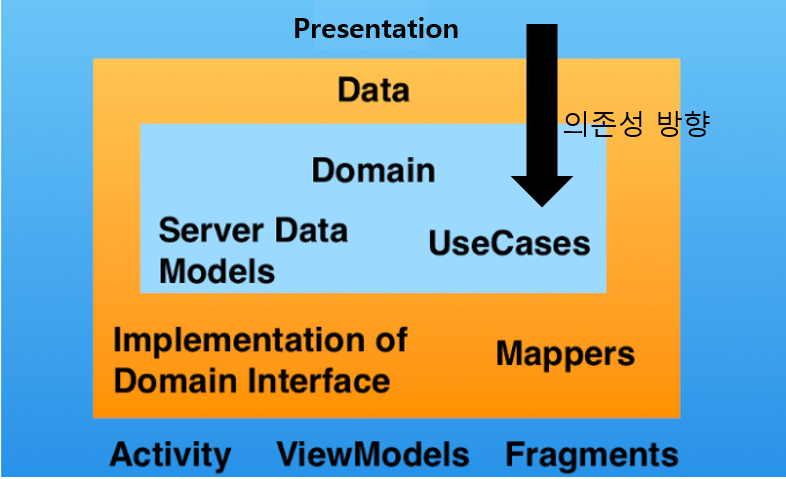 Presentation
Data
의존성 방향
Domain
Server Data
Models
UseCases
Implementation of
Domain Interface
Mappers
Activity ViewModels Fragments